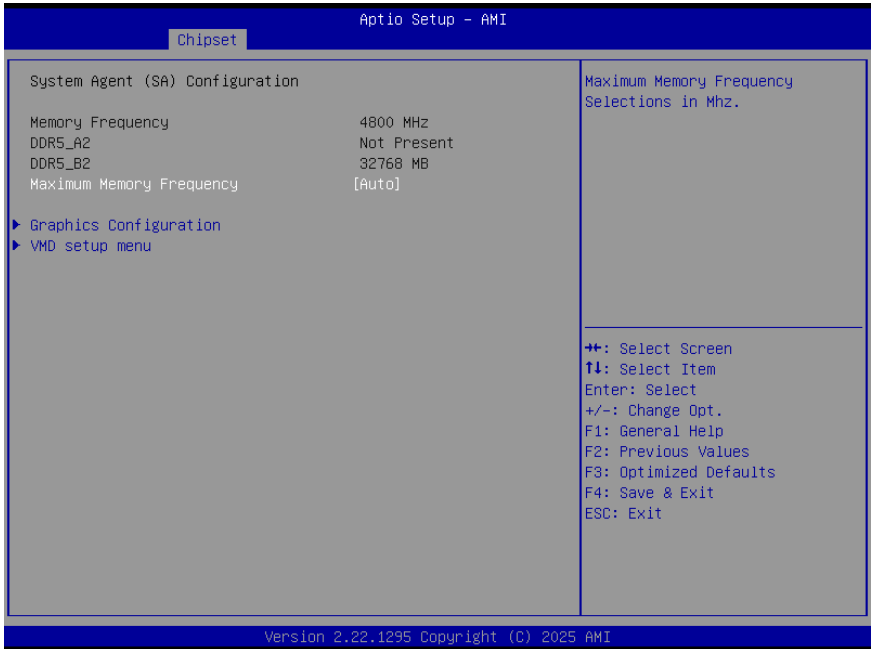 Aptio Setup – AMI
Chipset
System Agent (SA) Configuration
Memory Frequency 4800 MHz
DDR5_A2 Not Present
DDR5_B2 32768 MB
Maximum Memory Frequency [Auto]
Graphics Configuration
VMD setup menu
Maximum Memory Frequency
Selections in Mhz.
→←: Select Screen
↑↓: Select Item
Enter: Select
+/-: Change Opt.
F1: General Help
F2: Previous Values
F3: Optimized Defaults
F4: Save & Exit
ESC: Exit
Version 2.22.1295 Copyright (C) 2025 AMI